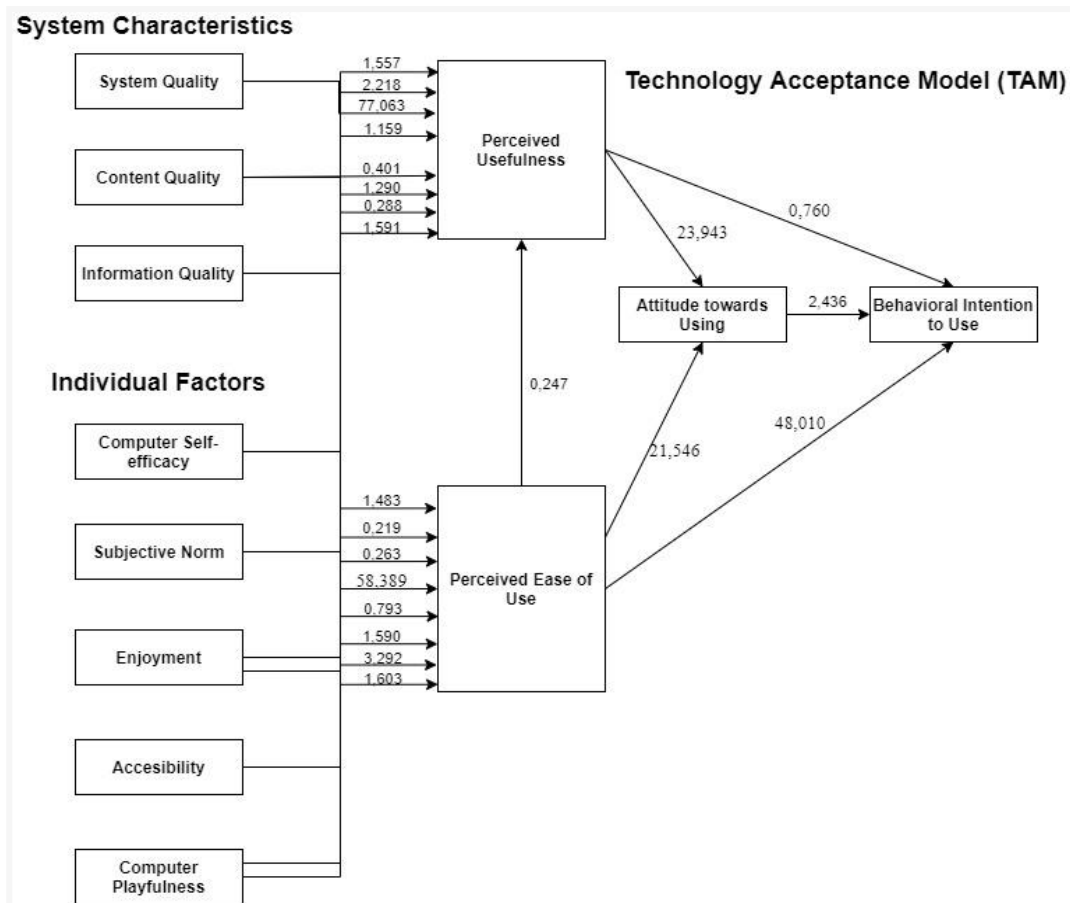 System Characteristics
System Quality
Content Quality
Information Quality
Individual Factors
Computer Self-
efficacy
Subjective Norm
Enjoyment
Accesibility
Computer
Playfulness
1,557
2,218
77,063
1,159
0,401
1,290
0,288
1,591
Perceived
Usefulness
1,483
0,219
0,263
58,389
0,793
1,590
3,292
1,603
Perceived Ease of
Use
0,247
Technology Acceptance Model (TAM)
0,760
23,943
Attitude towards
Using
2,436
Behavioral Intention
to Use
21,546
48,010